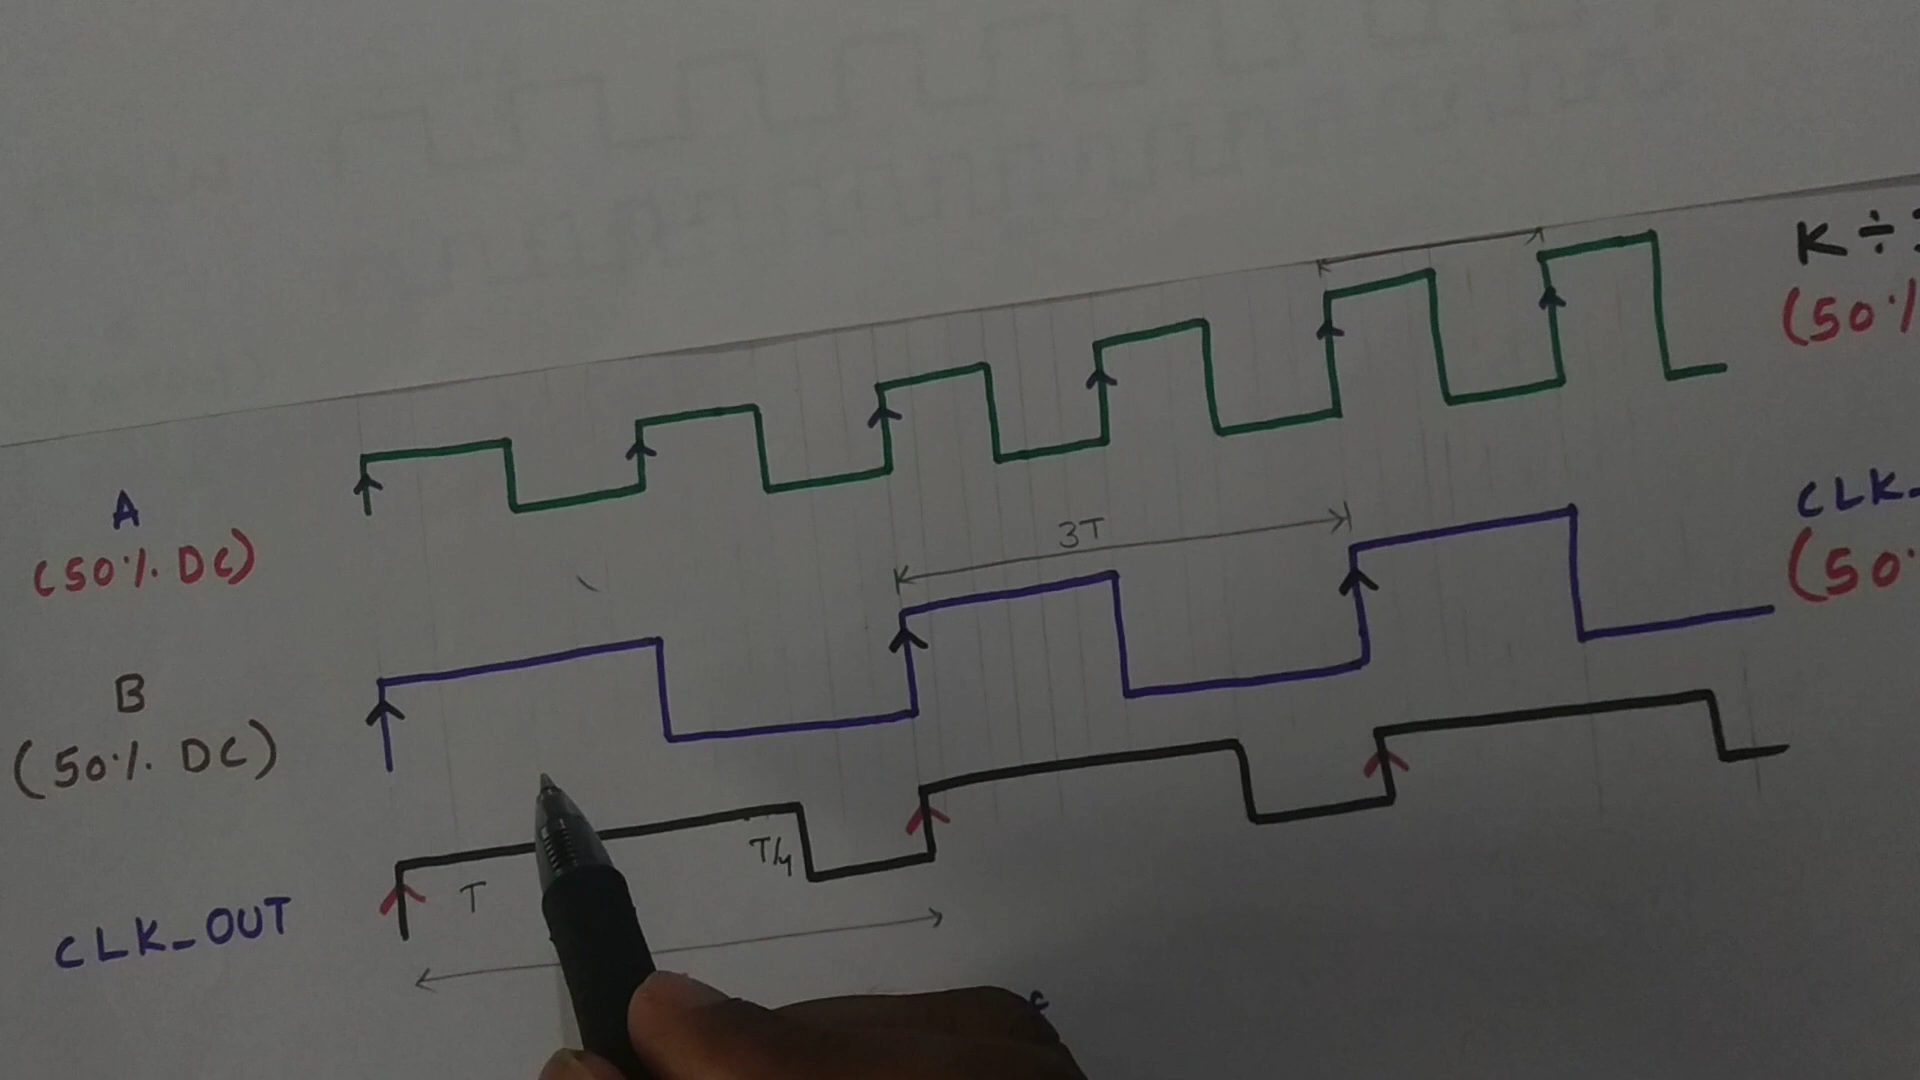 K ÷
(50%
A
(50% DC)
3T
CLK_
(50%
B
(50% DC)
T/4
T
CLK_OUT